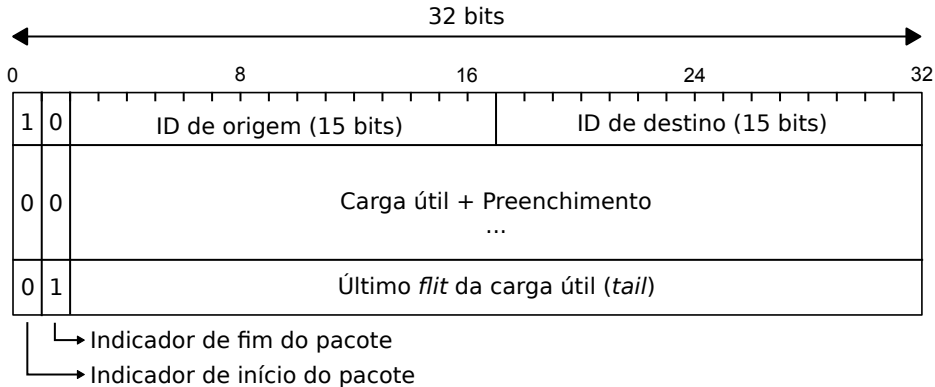 32 bits
0 8 16 24 32
1 0 ID de origem (15 bits) ID de destino (15 bits)
0 0 Carga útil + Preenchimento
...
0 1 Último flit da carga útil (tail)
Indicador de fim do pacote
Indicador de início do pacote